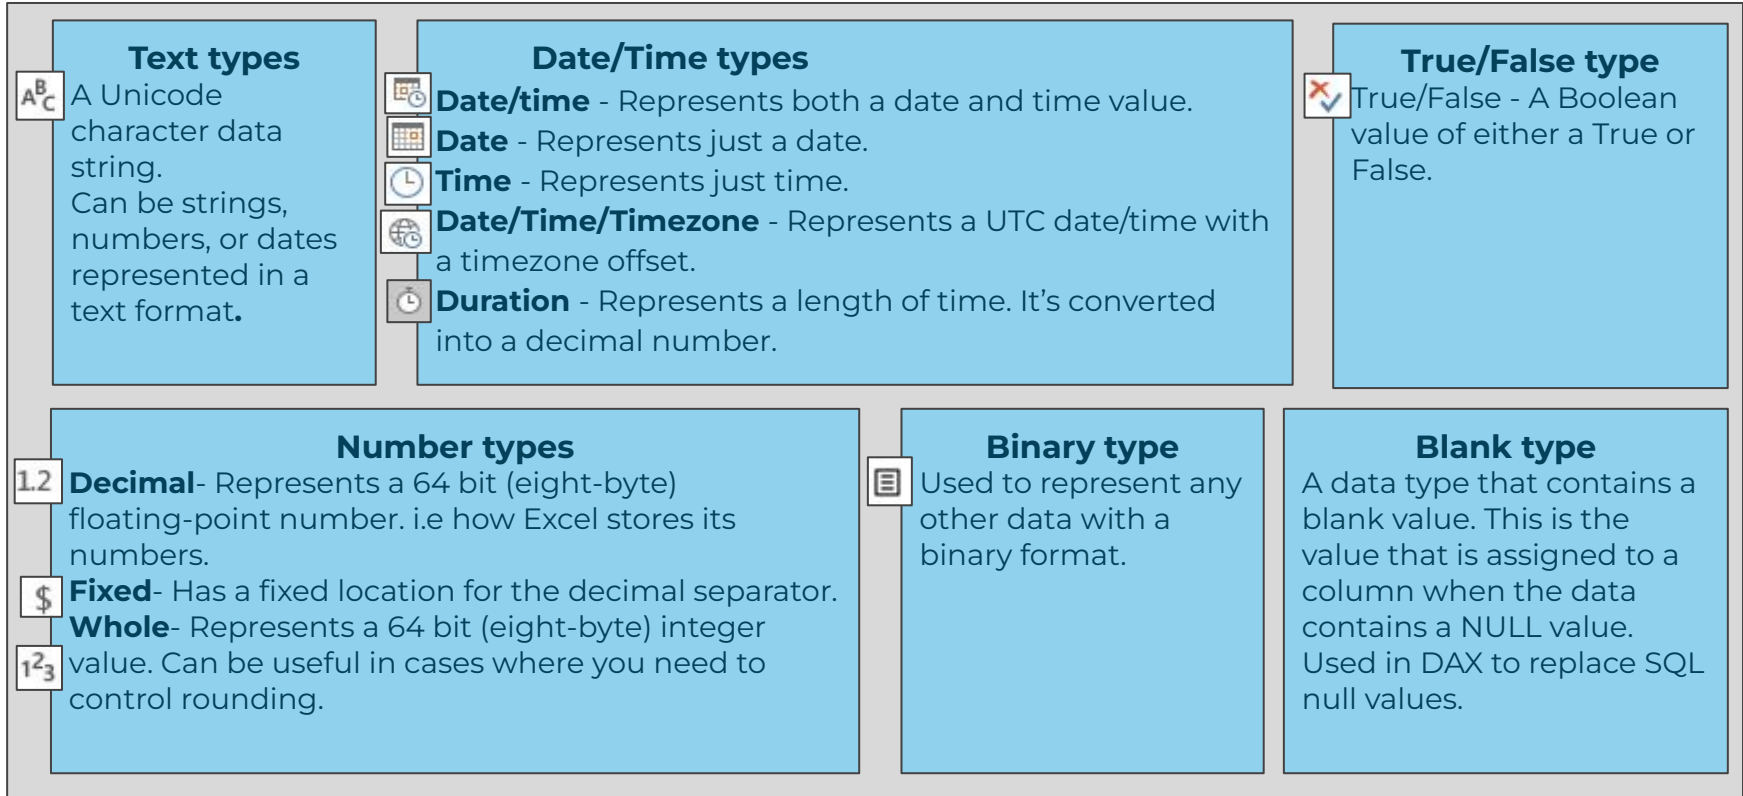 Text types
A^B_C
A Unicode
character data
string.
Can be strings,
numbers, or dates
represented in a
text format.
Date/Time types
Date/time - Represents both a date and time value.
Date - Represents just a date.
Time - Represents just time.
Date/Time/Timezone - Represents a UTC date/time with
a timezone offset.
Duration - Represents a length of time. It’s converted
into a decimal number.
True/False type
True/False - A Boolean
value of either a True or
False.
Number types
1.2
Decimal- Represents a 64 bit (eight-byte)
floating-point number. i.e how Excel stores its
numbers.
$
Fixed- Has a fixed location for the decimal separator.
Whole- Represents a 64 bit (eight-byte) integer
1²3
value. Can be useful in cases where you need to
control rounding.
Binary type
Used to represent any
other data with a
binary format.
Blank type
A data type that contains a
blank value. This is the
value that is assigned to a
column when the data
contains a NULL value.
Used in DAX to replace SQL
null values.